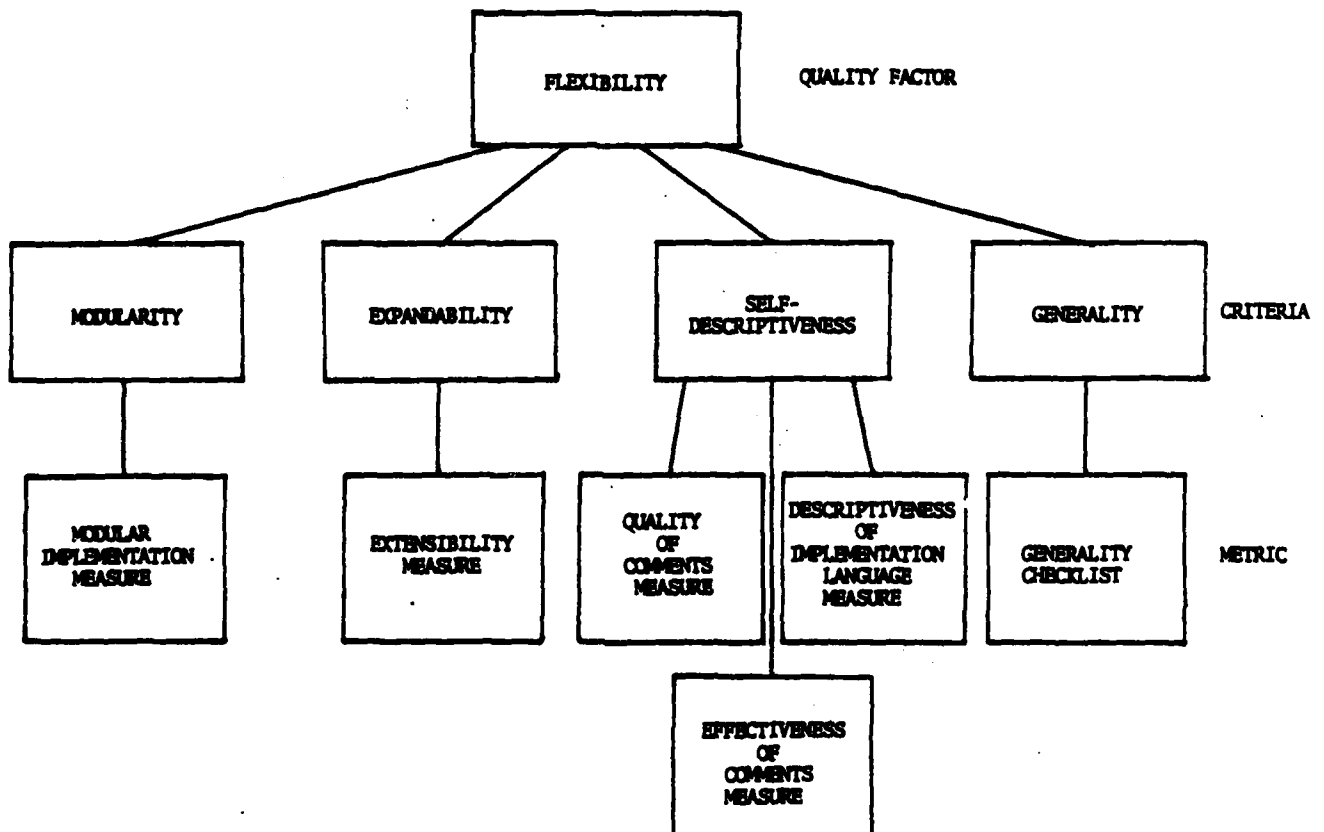 FLEXIBILITY
QUALITY FACTOR
MODULARITY
EXPANDABILITY
SELF-
DESCRIPTIVENESS
GENERALITY
CRITERIA
MODULAR
IMPLEMENTATION
MEASURE
EXTENSIBILITY
MEASURE
QUALITY
OF
COMMENTS
MEASURE
DESCRIPTIVENESS
OF
IMPLEMENTATION
LANGUAGE
MEASURE
GENERALITY
CHECKLIST
METRIC
EFFECTIVENESS
OF
COMMENTS
MEASURE